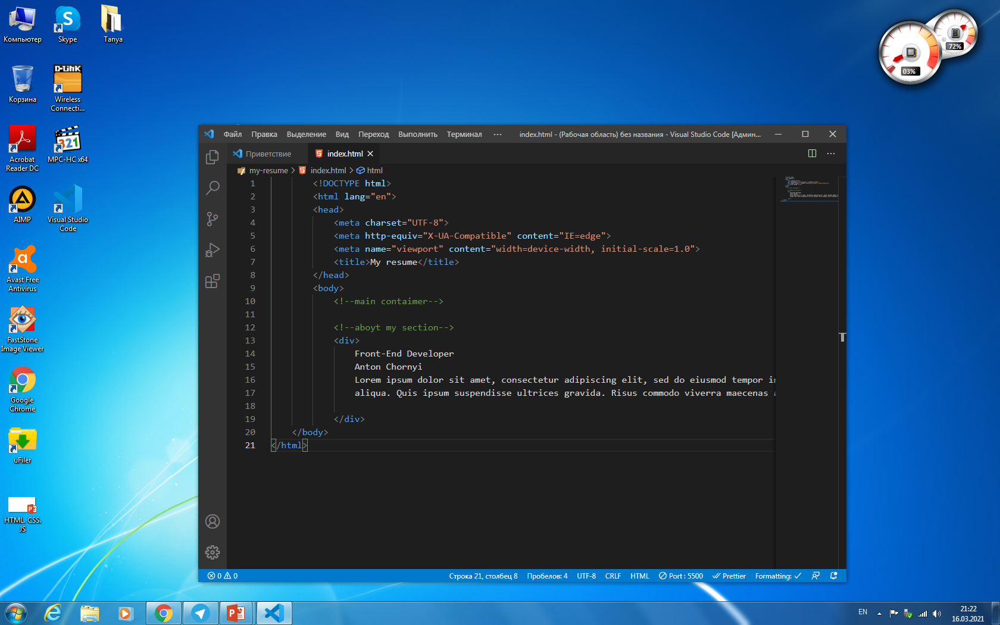 Компьютер
Skype
Tanya
Корзина
D-Link
Wireless
Connecti...
Acrobat
Reader DC
321
MPC-HC x64
AIMP
Visual Studio
Code
Avast Free
Antivirus
FastStone
Image Viewer
Google
Chrome
uFiler
HTML. CSS.
JS
72%
03%
Файл Правка Выделение Вид Переход Выполнить Терминал ··· index.html - (Рабочая область) без названия - Visual Studio Code [Админ...
Приветствие index.html
my-resume > index.html > html
1 <!DOCTYPE html>
2 <html lang="en">
3 <head>
4 <meta charset="UTF-8">
5 <meta http-equiv="X-UA-Compatible" content="IE=edge">
6 <meta name="viewport" content="width=device-width, initial-scale=1.0">
7 <title>My resume</title>
8 </head>
9 <body>
10 <!--main contaimer-->
11
12 <!--aboyt my section-->
13 <div>
14 Front-End Developer
15 Anton Chornyi
16 Lorem ipsum dolor sit amet, consectetur adipiscing elit, sed do eiusmod tempor
17 aliqua. Quis ipsum suspendisse ultrices gravida. Risus commodo viverra maecenas
18
19 </div>
20 </body>
21 </html>
0 0 Строка 21, столбец 8 Пробелов: 4 UTF-8 CRLF HTML Port : 5500 Prettier Formatting:
EN
21:22
16.03.2021